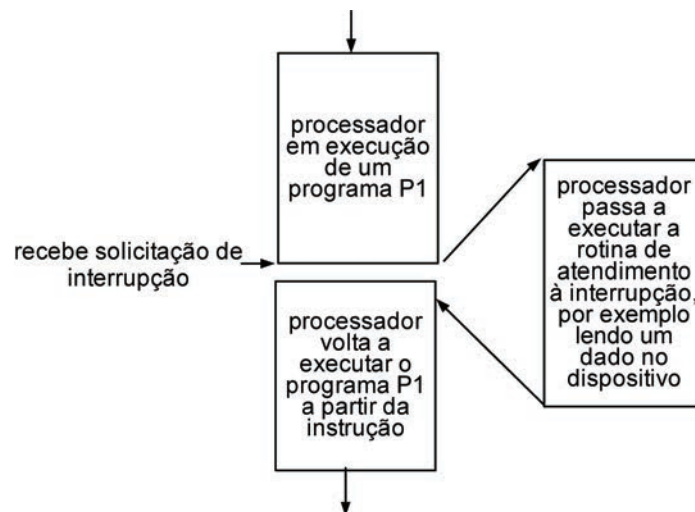 processador
em execução
de um
programa P1
recebe solicitação de
interrupção
processador
passa a
executar a
rotina de
atendimento
à interrupção,
por exemplo
lendo um
dado no
dispositivo
processador
volta a
executar o
programa P1
a partir da
instrução